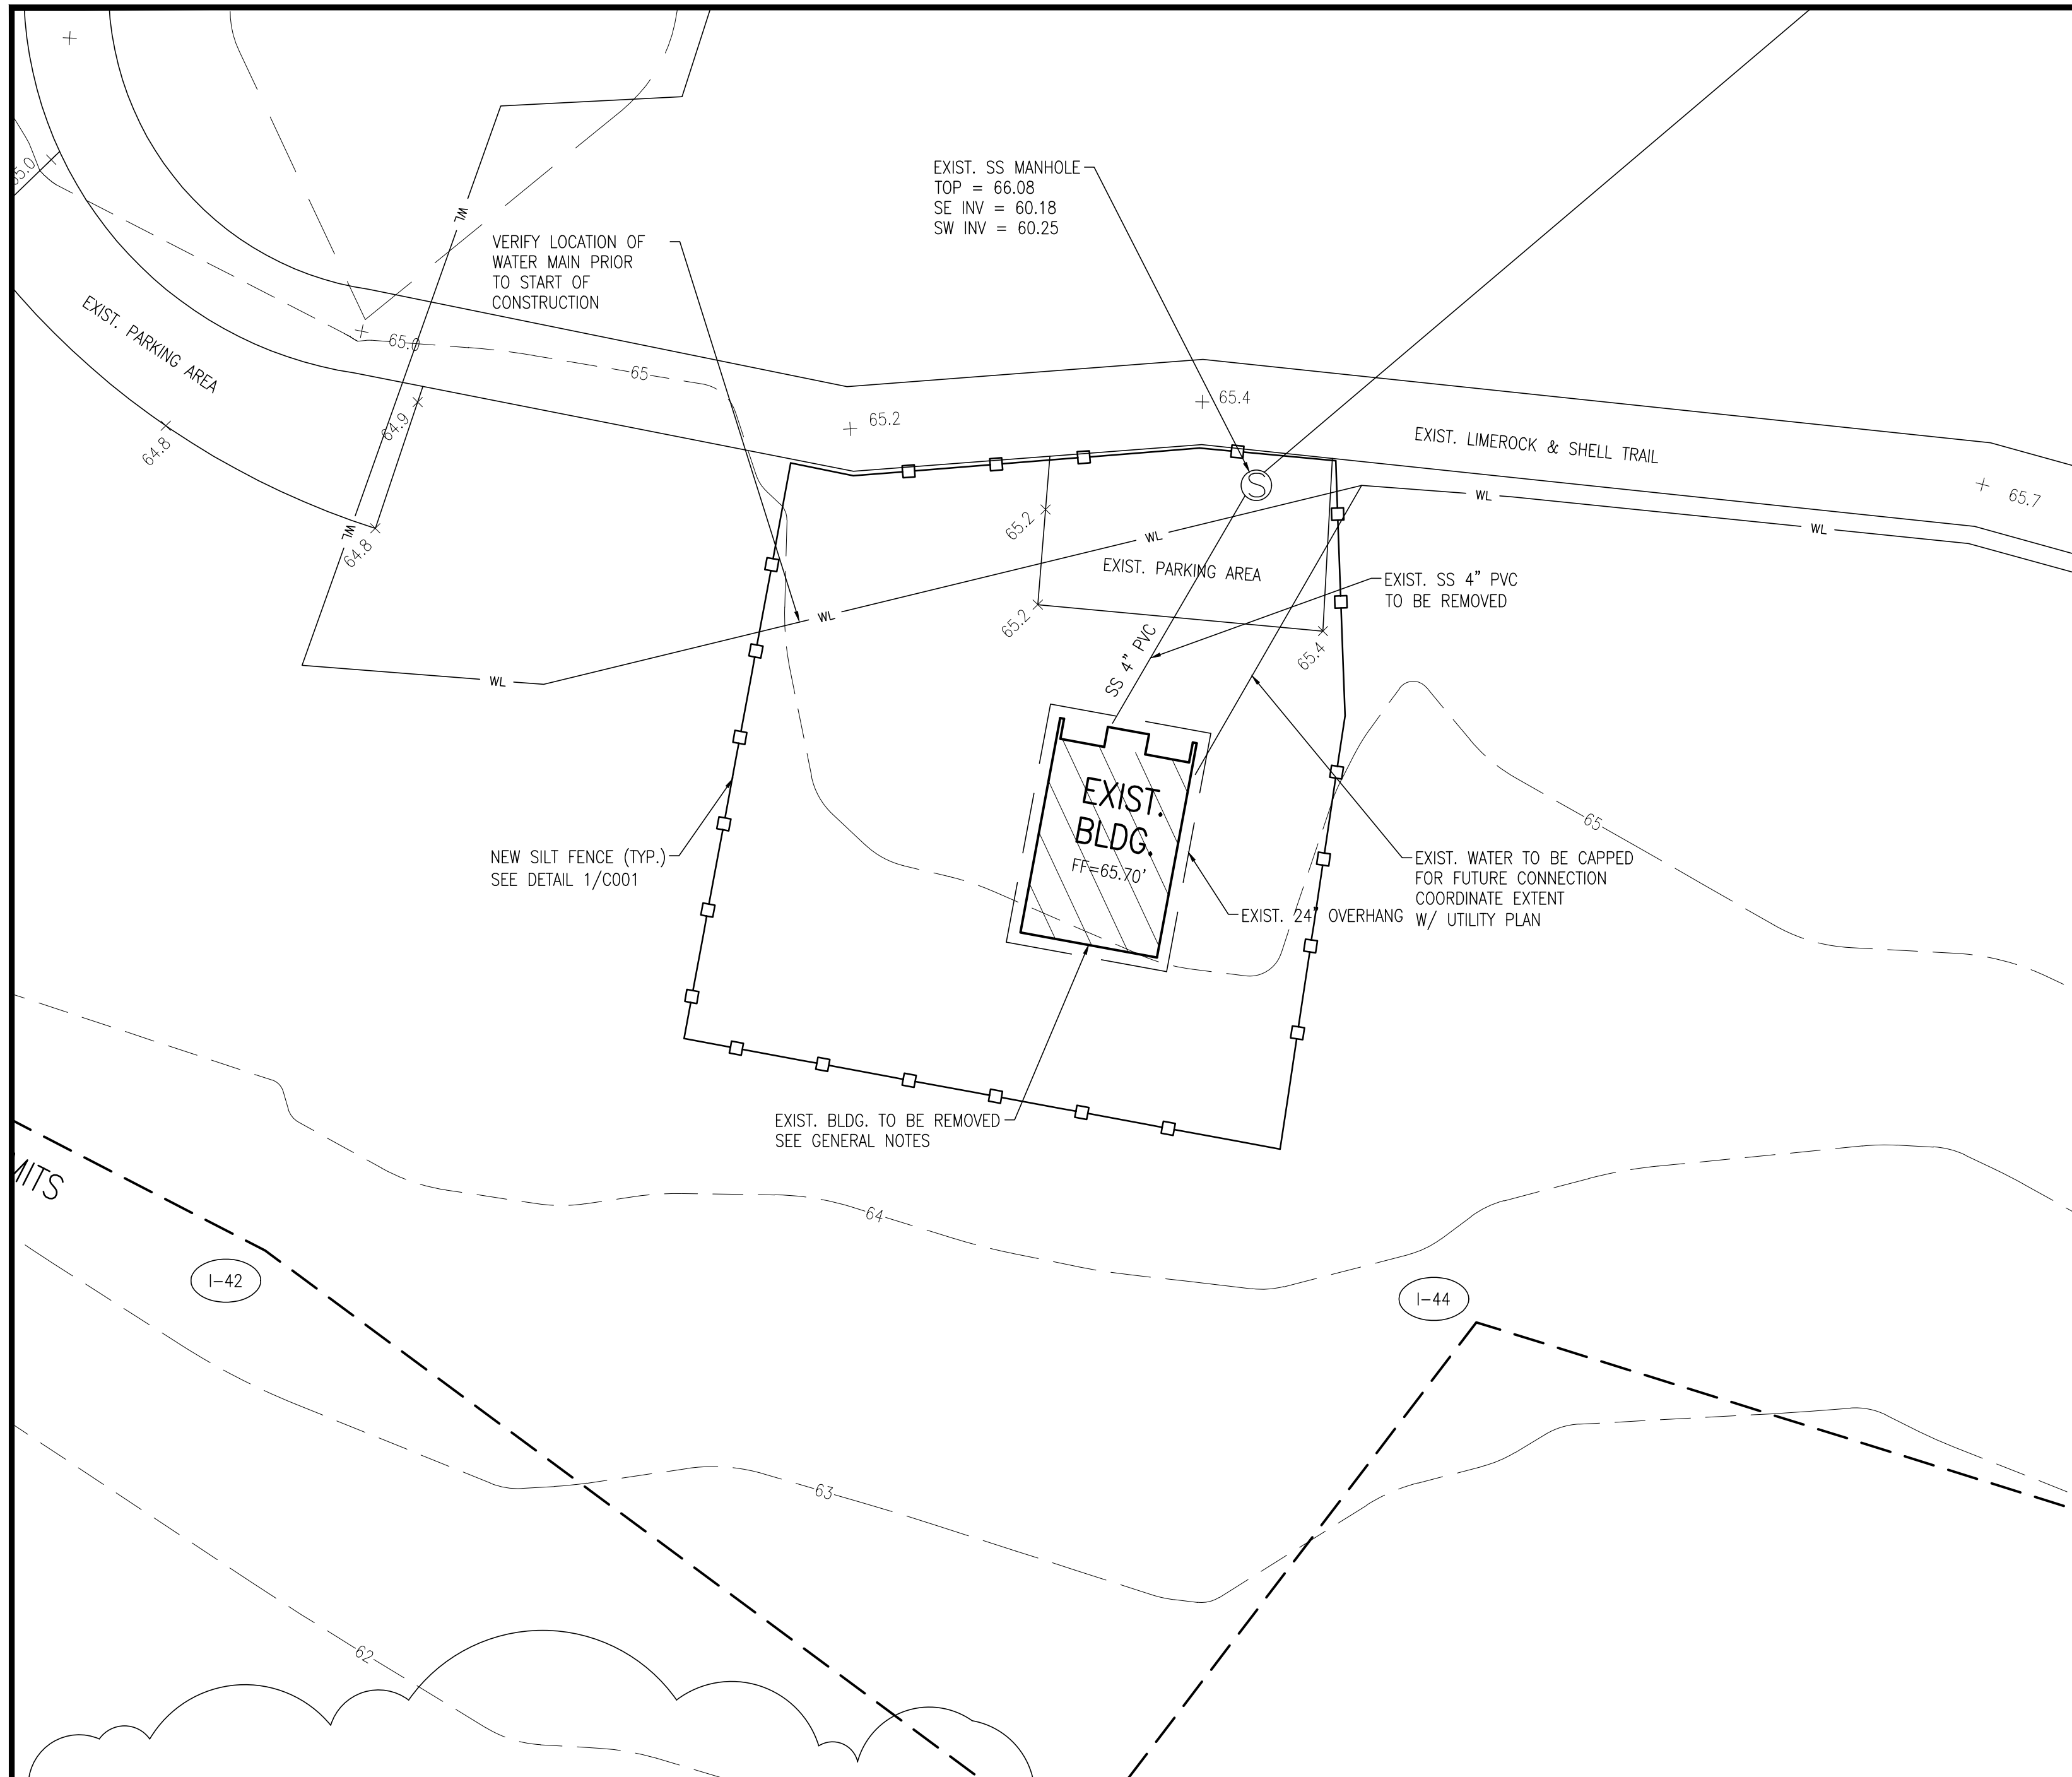 EXIST. SS MANHOLE
TOP = 66.08
SE INV = 60.18
SW INV = 60.25
WL
VERIFY LOCATION OF
WATER MAIN PRIOR
TO START OF
CONSTRUCTION
EXIST. PARKING AREA
65.0
65
65.2
65.4
64.9
64.8
EXIST. LIMEROCK & SHELL TRAIL
65.7
WL
WL
WL
64.8
65.2
WL
EXIST. PARKING AREA
EXIST. SS 4" PVC
TO BE REMOVED
65.2
WL
65.4
SS 4" PVC
WL
EXIST.
BLDG.
FF=65.70'
65
NEW SILT FENCE (TYP.)
SEE DETAIL 1/C001
EXIST. WATER TO BE CAPPED
FOR FUTURE CONNECTION
COORDINATE EXTENT
W/ UTILITY PLAN
EXIST. 24" OVERHANG
EXIST. BLDG. TO BE REMOVED
SEE GENERAL NOTES
64
I-42
I-44
63
62